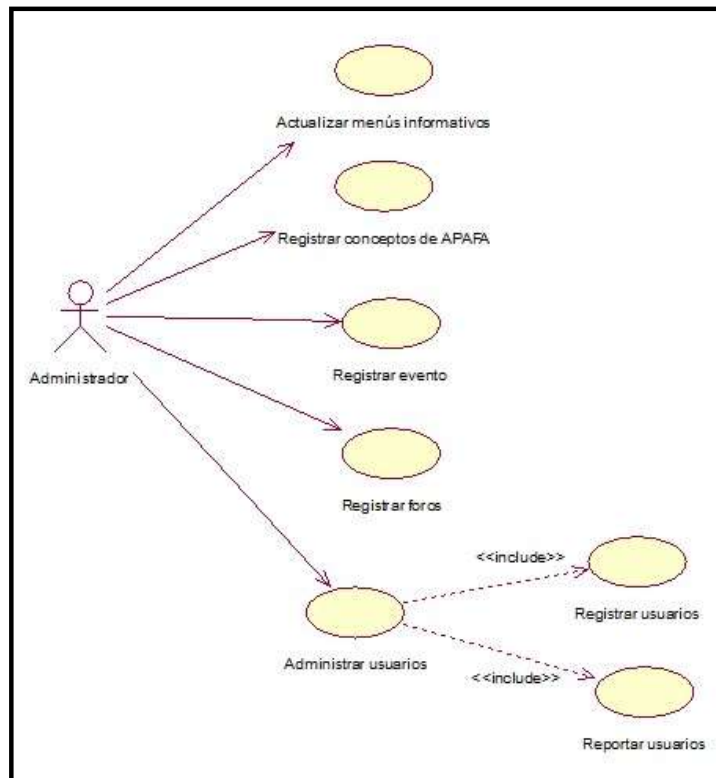 Actualizar menús informativos
Registrar conceptos de APAFA
Administrador
Registrar evento
Registrar foros
<<include>>
Registrar usuarios
Administrar usuarios
<<include>>
Reportar usuarios